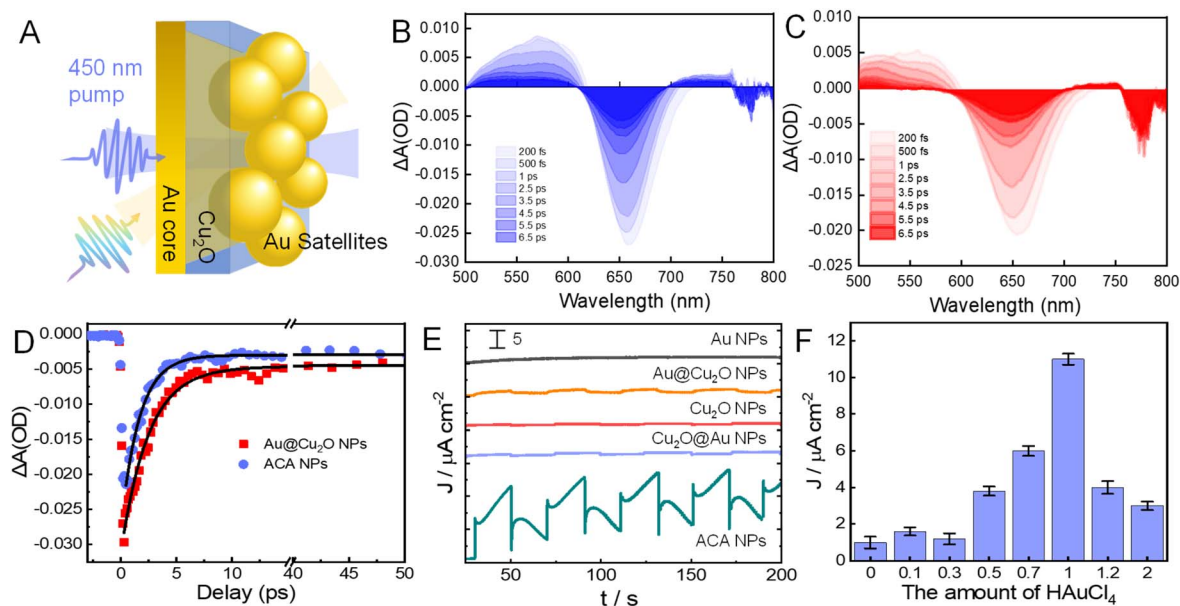 A
450 nm
pump
Au core
Cu₂O
Au Satellites
B
ΔA(OD)
0.010
0.005
0.000
-0.005
-0.010
-0.015
-0.020
-0.025
-0.030
200 fs
500 fs
1 ps
2.5 ps
3.5 ps
4.5 ps
5.5 ps
6.5 ps
500 550 600 650 700 750 800
Wavelength (nm)
C
ΔA(OD)
0.010
0.005
0.000
-0.005
-0.010
-0.015
-0.020
-0.025
200 fs
500 fs
1 ps
2.5 ps
3.5 ps
4.5 ps
5.5 ps
6.5 ps
500 550 600 650 700 750 800
Wavelength (nm)
D
ΔA(OD)
0.000
-0.005
-0.010
-0.015
-0.020
-0.025
-0.030
Au@Cu₂O NPs
ACA NPs
0 5 40 50
Delay (ps)
E
J / μA cm⁻²
5
Au NPs
Au@Cu₂O NPs
Cu₂O NPs
Cu₂O@Au NPs
ACA NPs
50 100 150 200
t / s
F
J / μA cm⁻²
12
10
8
6
4
2
0
0 0.1 0.3 0.5 0.7 1 1.2 2
The amount of HAuCl₄